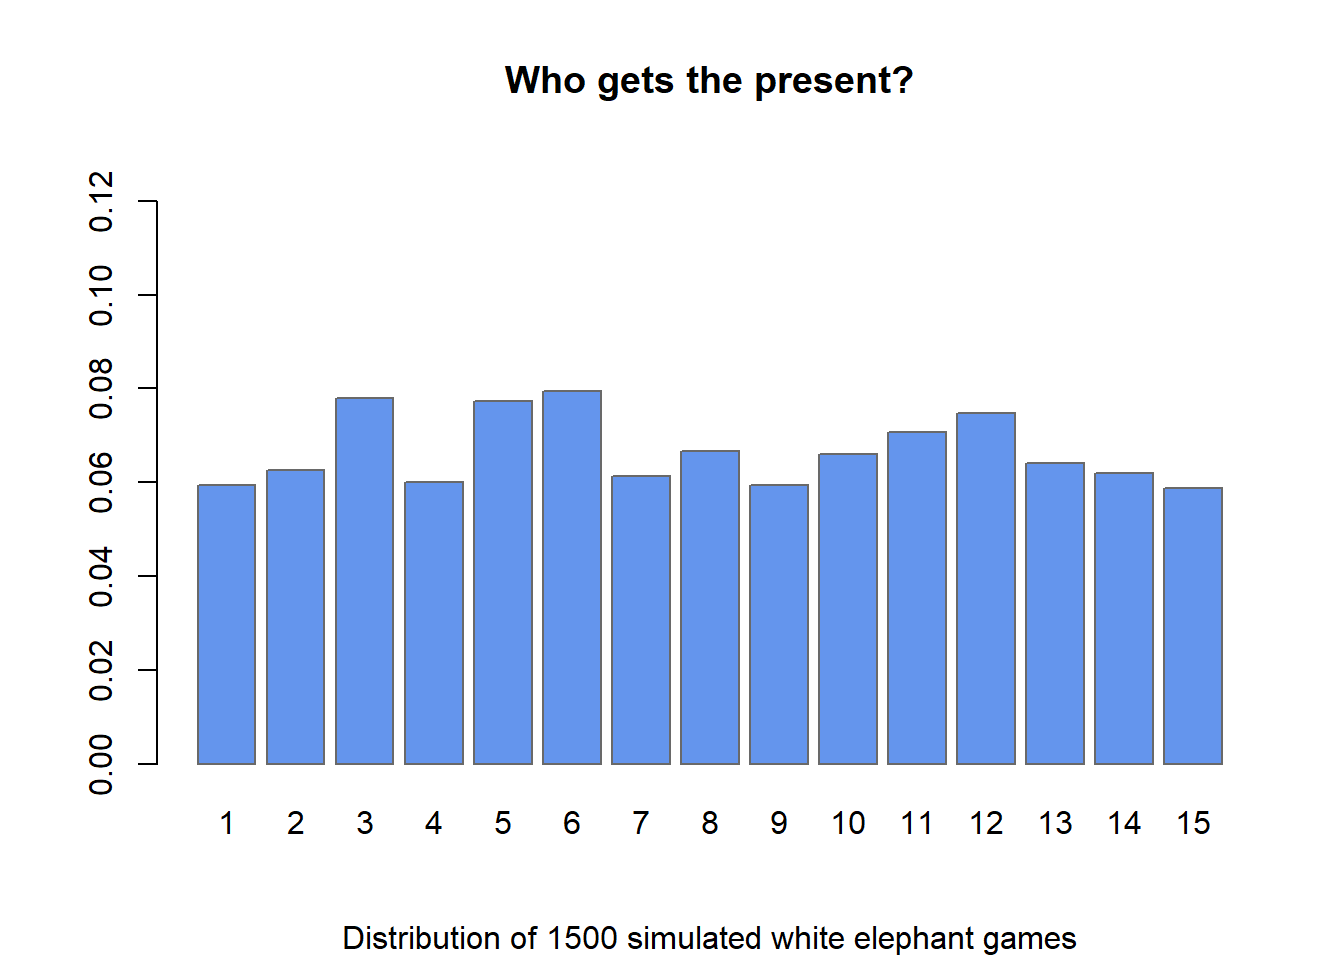 Who gets the present?
0.12
0.10
0.08
0.06
0.04
0.02
0.00
1 2 3 4 5 6 7 8 9 10 11 12 13 14 15
Distribution of 1500 simulated white elephant games